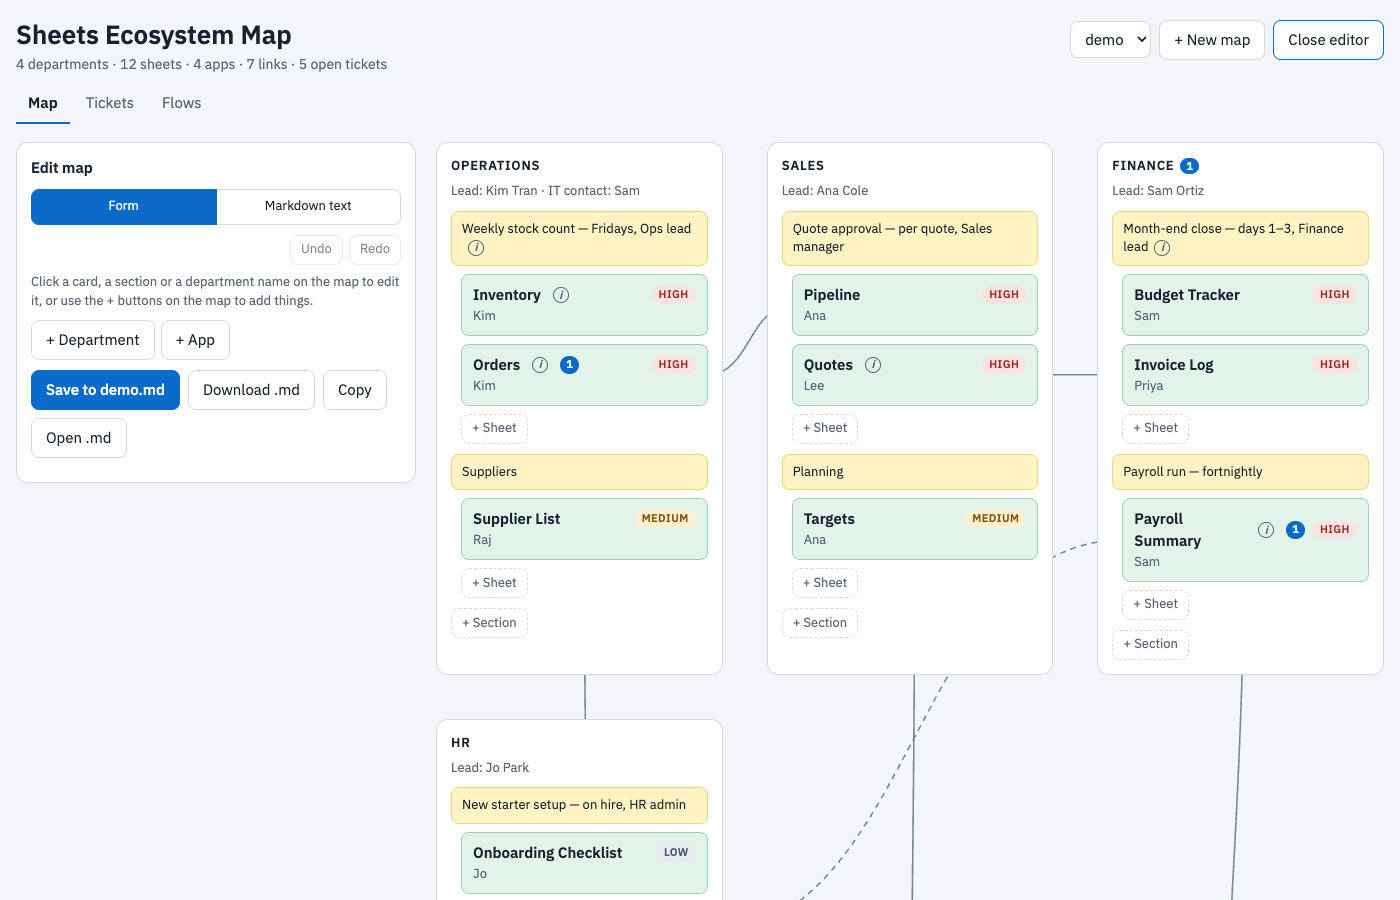 Sheets Ecosystem Map
4 departments · 12 sheets · 4 apps · 7 links · 5 open tickets
demo
+ New map
Close editor
Map
Tickets
Flows
Edit map
Form
Markdown text
Undo
Redo
Click a card, a section or a department name on the map to edit
it, or use the + buttons on the map to add things.
+ Department
+ App
Save to demo.md
Download .md
Copy
Open .md
OPERATIONS
Lead: Kim Tran · IT contact: Sam
Weekly stock count — Fridays, Ops lead
i
Inventory i HIGH
Kim
Orders i 1 HIGH
Kim
+ Sheet
Suppliers
Supplier List MEDIUM
Raj
+ Sheet
+ Section
SALES
Lead: Ana Cole
Quote approval — per quote, Sales
manager
Pipeline HIGH
Ana
Quotes i HIGH
Lee
+ Sheet
Planning
Targets MEDIUM
Ana
+ Sheet
+ Section
FINANCE 1
Lead: Sam Ortiz
Month-end close — days 1–3, Finance
lead i
Budget Tracker HIGH
Sam
Invoice Log HIGH
Priya
+ Sheet
Payroll run — fortnightly
Payroll
Summary i 1 HIGH
Sam
+ Sheet
+ Section
HR
Lead: Jo Park
New starter setup — on hire, HR admin
Onboarding Checklist LOW
Jo